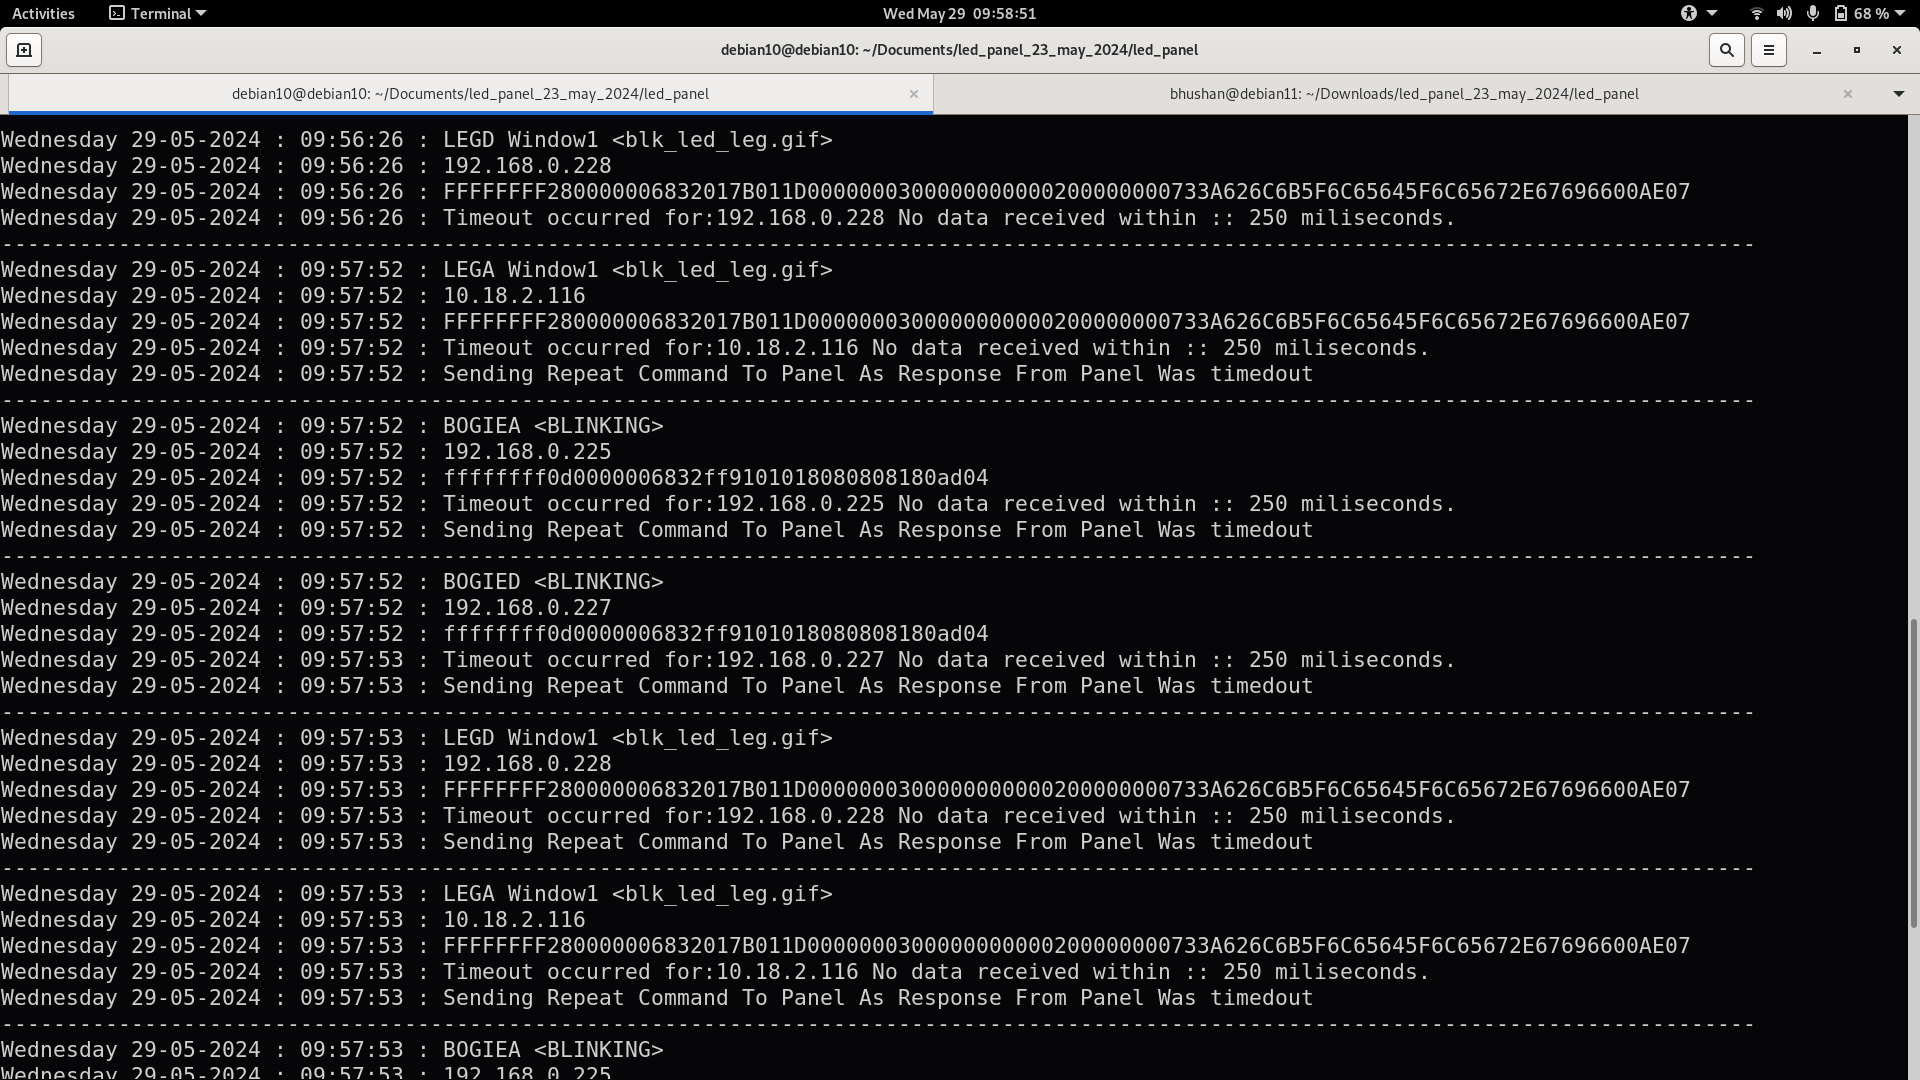 Activities Terminal Wed May 29 09:58:51 68 %
debian10@debian10: ~/Documents/led_panel_23_may_2024/led_panel
debian10@debian10: ~/Documents/led_panel_23_may_2024/led_panel bhushan@debian11: ~/Downloads/led_panel_23_may_2024/led_panel
Wednesday 29-05-2024 : 09:56:26 : LEGD Window1 <blk_led_leg.gif>
Wednesday 29-05-2024 : 09:56:26 : 192.168.0.228
Wednesday 29-05-2024 : 09:56:26 : FFFFFFFF280000006832017B011D00000003000000000000200000000733A626C6B5F6C65645F6C65672E67696600AE07
Wednesday 29-05-2024 : 09:56:26 : Timeout occurred for:192.168.0.228 No data received within :: 250 miliseconds.
---------------------------------------------------------------------------------------------------------------------------------------
Wednesday 29-05-2024 : 09:57:52 : LEGA Window1 <blk_led_leg.gif>
Wednesday 29-05-2024 : 09:57:52 : 10.18.2.116
Wednesday 29-05-2024 : 09:57:52 : FFFFFFFF280000006832017B011D00000003000000000000200000000733A626C6B5F6C65645F6C65672E67696600AE07
Wednesday 29-05-2024 : 09:57:52 : Timeout occurred for:10.18.2.116 No data received within :: 250 miliseconds.
Wednesday 29-05-2024 : 09:57:52 : Sending Repeat Command To Panel As Response From Panel Was timedout
---------------------------------------------------------------------------------------------------------------------------------------
Wednesday 29-05-2024 : 09:57:52 : BOGIEA <BLINKING>
Wednesday 29-05-2024 : 09:57:52 : 192.168.0.225
Wednesday 29-05-2024 : 09:57:52 : ffffffff0d0000006832ff9101018080808180ad04
Wednesday 29-05-2024 : 09:57:52 : Timeout occurred for:192.168.0.225 No data received within :: 250 miliseconds.
Wednesday 29-05-2024 : 09:57:52 : Sending Repeat Command To Panel As Response From Panel Was timedout
---------------------------------------------------------------------------------------------------------------------------------------
Wednesday 29-05-2024 : 09:57:52 : BOGIED <BLINKING>
Wednesday 29-05-2024 : 09:57:52 : 192.168.0.227
Wednesday 29-05-2024 : 09:57:52 : ffffffff0d0000006832ff9101018080808180ad04
Wednesday 29-05-2024 : 09:57:53 : Timeout occurred for:192.168.0.227 No data received within :: 250 miliseconds.
Wednesday 29-05-2024 : 09:57:53 : Sending Repeat Command To Panel As Response From Panel Was timedout
---------------------------------------------------------------------------------------------------------------------------------------
Wednesday 29-05-2024 : 09:57:53 : LEGD Window1 <blk_led_leg.gif>
Wednesday 29-05-2024 : 09:57:53 : 192.168.0.228
Wednesday 29-05-2024 : 09:57:53 : FFFFFFFF280000006832017B011D00000003000000000000200000000733A626C6B5F6C65645F6C65672E67696600AE07
Wednesday 29-05-2024 : 09:57:53 : Timeout occurred for:192.168.0.228 No data received within :: 250 miliseconds.
Wednesday 29-05-2024 : 09:57:53 : Sending Repeat Command To Panel As Response From Panel Was timedout
---------------------------------------------------------------------------------------------------------------------------------------
Wednesday 29-05-2024 : 09:57:53 : LEGA Window1 <blk_led_leg.gif>
Wednesday 29-05-2024 : 09:57:53 : 10.18.2.116
Wednesday 29-05-2024 : 09:57:53 : FFFFFFFF280000006832017B011D00000003000000000000200000000733A626C6B5F6C65645F6C65672E67696600AE07
Wednesday 29-05-2024 : 09:57:53 : Timeout occurred for:10.18.2.116 No data received within :: 250 miliseconds.
Wednesday 29-05-2024 : 09:57:53 : Sending Repeat Command To Panel As Response From Panel Was timedout
---------------------------------------------------------------------------------------------------------------------------------------
Wednesday 29-05-2024 : 09:57:53 : BOGIEA <BLINKING>
Wednesday 29-05-2024 : 09:57:53 : 192.168.0.225